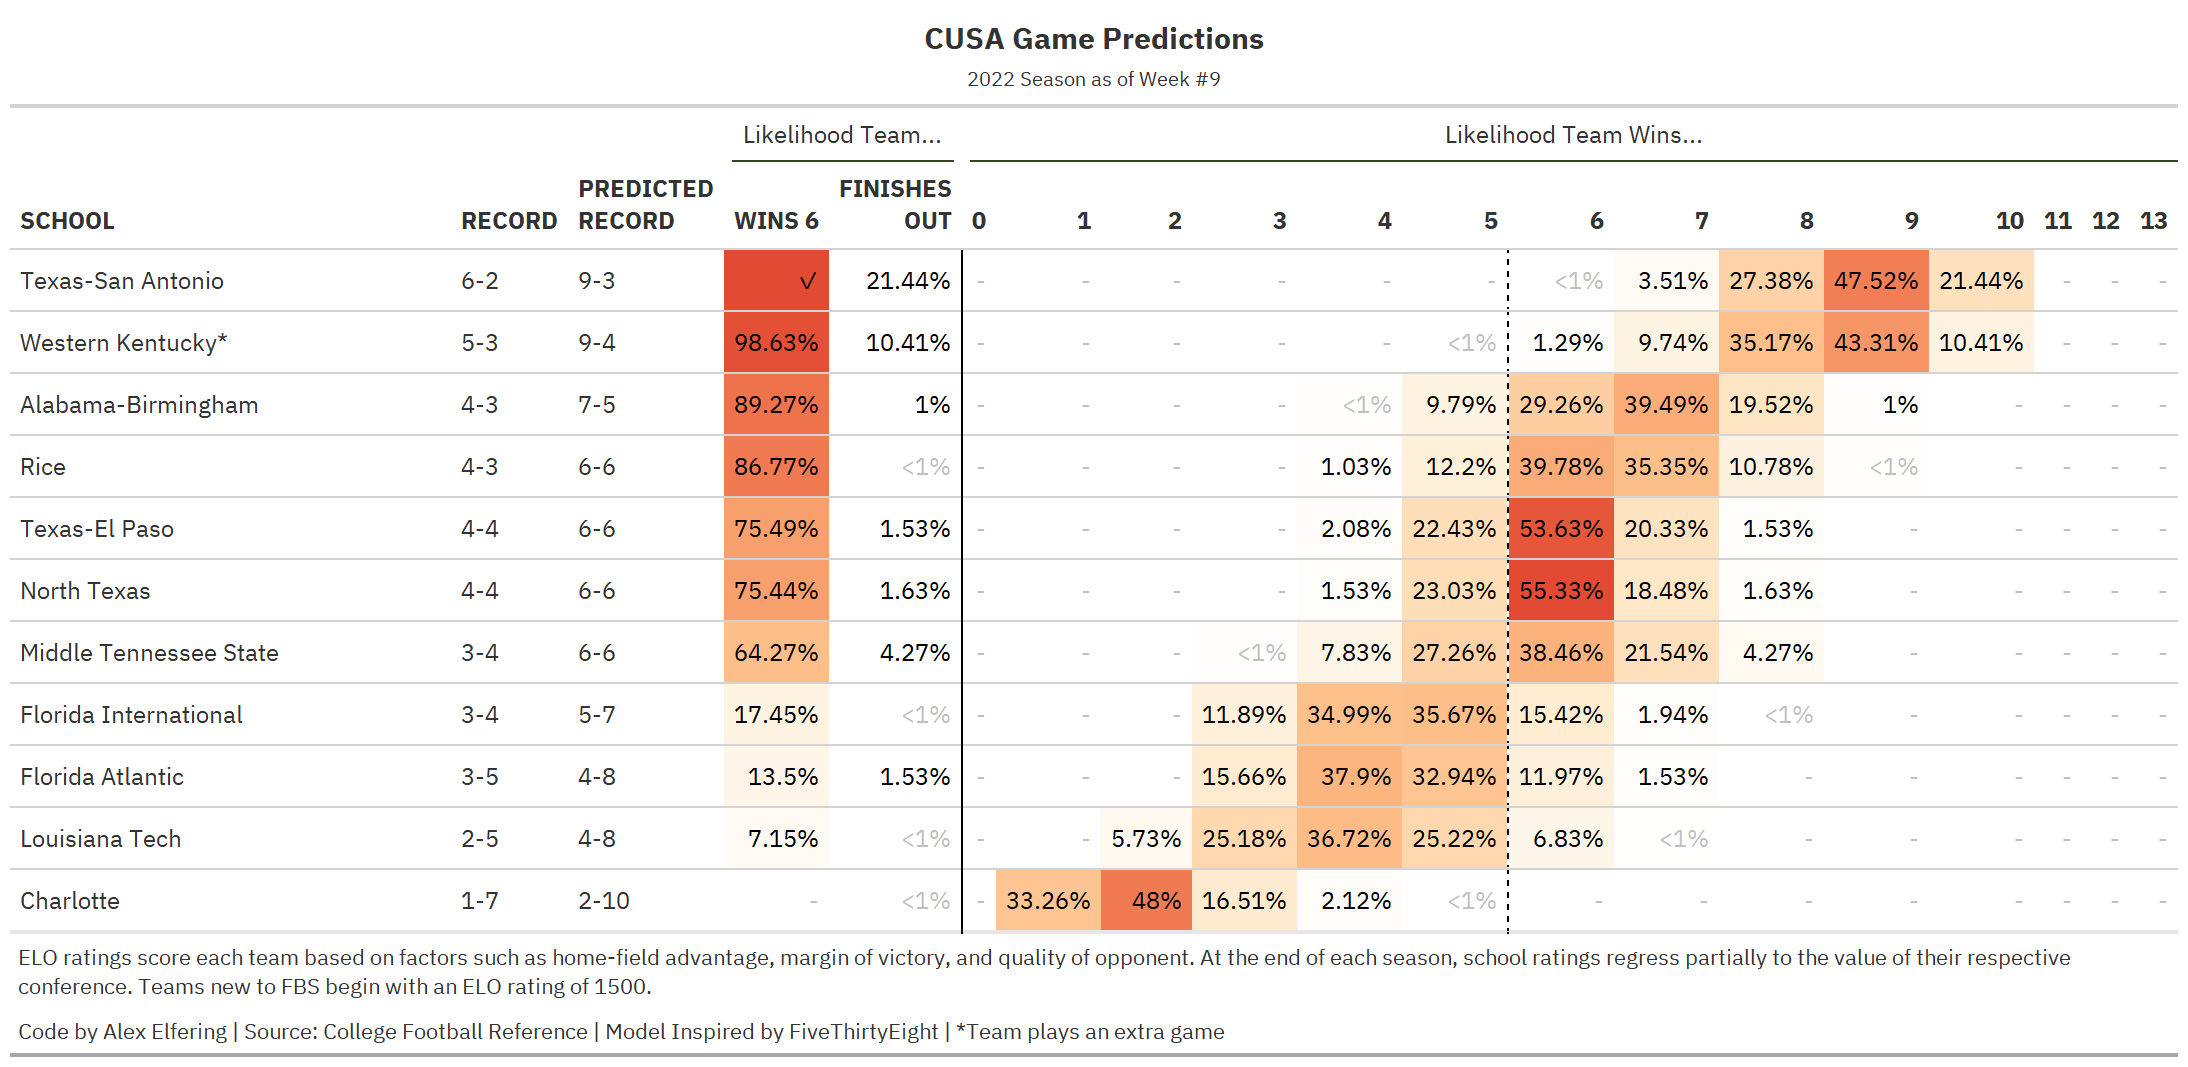 CUSA Game Predictions
2022 Season as of Week #9
Likelihood Team... Likelihood Team Wins...
SCHOOL RECORD PREDICTED RECORD WINS 6 FINISHES OUT 0 1 2 3 4 5 6 7 8 9 10 11 12 13
Texas-San Antonio 6-2 9-3 ✓ 21.44% - - - - - - <1% 3.51% 27.38% 47.52% 21.44% - - -
Western Kentucky* 5-3 9-4 98.63% 10.41% - - - - - <1% 1.29% 9.74% 35.17% 43.31% 10.41% - - -
Alabama-Birmingham 4-3 7-5 89.27% 1% - - - - <1% 9.79% 29.26% 39.49% 19.52% 1% - - - -
Rice 4-3 6-6 86.77% <1% - - - - 1.03% 12.2% 39.78% 35.35% 10.78% <1% - - - -
Texas-El Paso 4-4 6-6 75.49% 1.53% - - - - 2.08% 22.43% 53.63% 20.33% 1.53% - - - - -
North Texas 4-4 6-6 75.44% 1.63% - - - - 1.53% 23.03% 55.33% 18.48% 1.63% - - - - -
Middle Tennessee State 3-4 6-6 64.27% 4.27% - - - <1% 7.83% 27.26% 38.46% 21.54% 4.27% - - - - -
Florida International 3-4 5-7 17.45% <1% - - - 11.89% 34.99% 35.67% 15.42% 1.94% <1% - - - - -
Florida Atlantic 3-5 4-8 13.5% 1.53% - - - 15.66% 37.9% 32.94% 11.97% 1.53% - - - - - -
Louisiana Tech 2-5 4-8 7.15% <1% - - 5.73% 25.18% 36.72% 25.22% 6.83% <1% - - - - - -
Charlotte 1-7 2-10 - <1% - 33.26% 48% 16.51% 2.12% <1% - - - - - - - -
ELO ratings score each team based on factors such as home-field advantage, margin of victory, and quality of opponent. At the end of each season, school ratings regress partially to the value of their respective
conference. Teams new to FBS begin with an ELO rating of 1500.
Code by Alex Elfering | Source: College Football Reference | Model Inspired by FiveThirtyEight | *Team plays an extra game